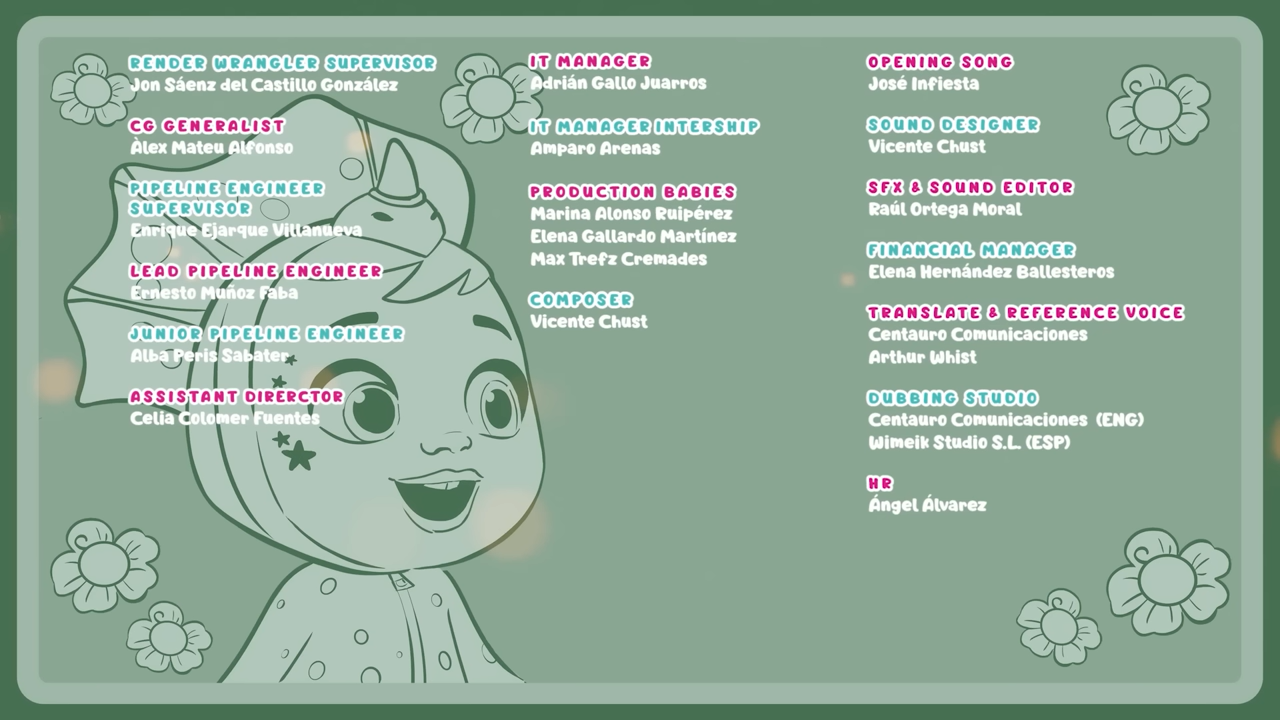 RENDER WRANGLER SUPERVISOR
Jon Sáenz del Castillo González
CG GENERALIST
Àlex Mateu Alfonso
PIPELINE ENGINEER
SUPERVISOR
Enrique Ejarque Villanueva
LEAD PIPELINE ENGINEER
Ernesto Muñoz Faba
JUNIOR PIPELINE ENGINEER
Alba Peris Sabater
ASSISTANT DIRERCTOR
Celia Colomer Fuentes
IT MANAGER
Adrián Gallo Juarros
IT MANAGER INTERSHIP
Amparo Arenas
PRODUCTION BABIES
Marina Alonso Ruipérez
Elena Gallardo Martínez
Max Trefz Cremades
COMPOSER
Vicente Chust
OPENING SONG
José Infiesta
SOUND DESIGNER
Vicente Chust
SFX & SOUND EDITOR
Raúl Ortega Moral
FINANCIAL MANAGER
Elena Hernández Ballesteros
TRANSLATE & REFERENCE VOICE
Centauro Comunicaciones
Arthur Whist
DUBBING STUDIO
Centauro Comunicaciones (ENG)
Wimeik Studio S.L. (ESP)
HR
Ángel Álvarez